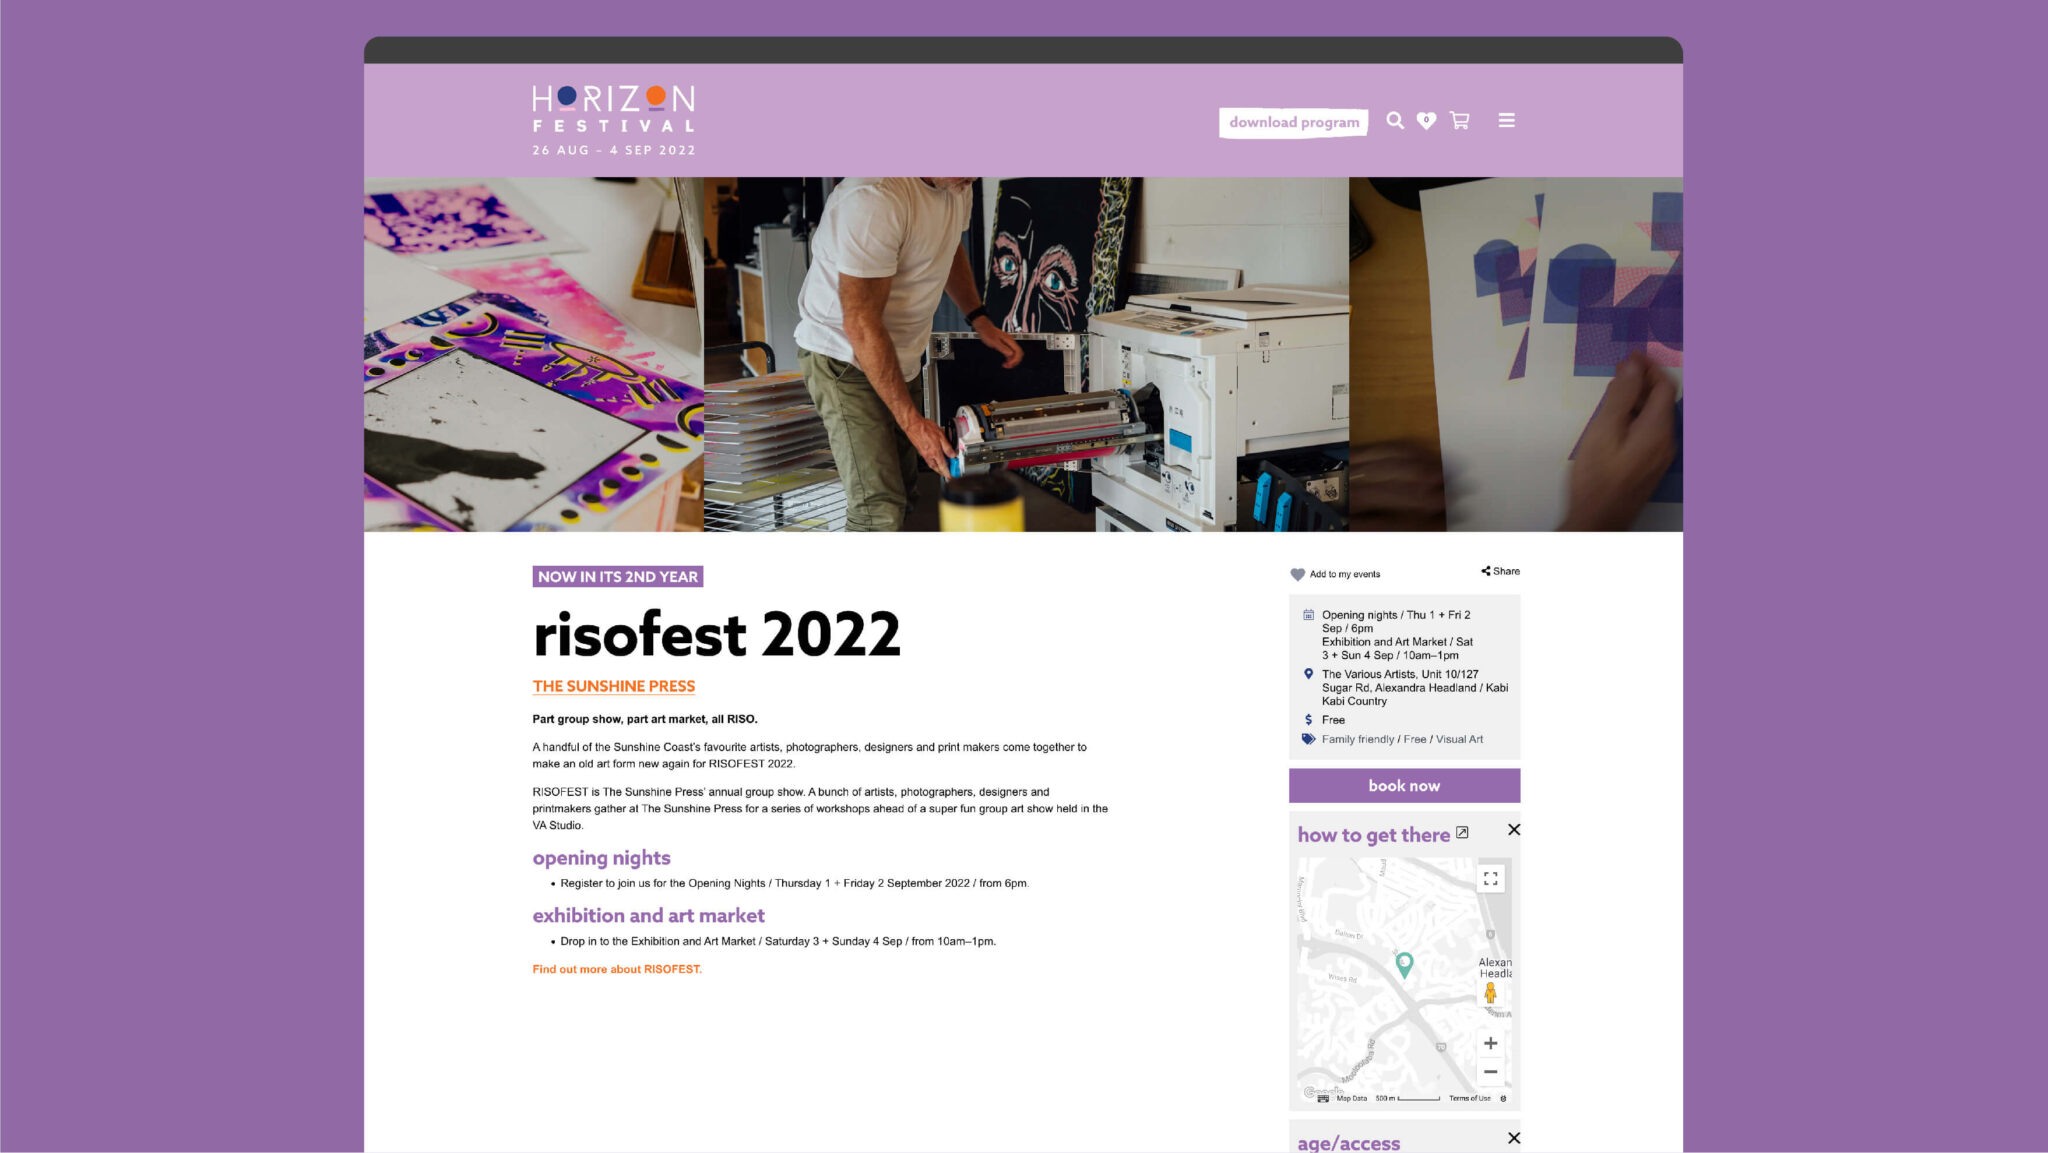 HORIZON
FESTIVAL
26 AUG – 4 SEP 2022
download program
0
NOW IN ITS 2ND YEAR
risofest 2022
THE SUNSHINE PRESS
Part group show, part art market, all RISO.
A handful of the Sunshine Coast's favourite artists, photographers, designers and print makers come together to
make an old art form new again for RISOFEST 2022.
RISOFEST is The Sunshine Press' annual group show. A bunch of artists, photographers, designers and
printmakers gather at The Sunshine Press for a series of workshops ahead of a super fun group art show held in the
VA Studio.
opening nights
• Register to join us for the Opening Nights / Thursday 1 + Friday 2 September 2022 / from 6pm.
exhibition and art market
• Drop in to the Exhibition and Art Market / Saturday 3 + Sunday 4 Sep / from 10am–1pm.
Find out more about RISOFEST.
Add to my events
Share
Opening nights / Thu 1 + Fri 2
Sep / 6pm
Exhibition and Art Market / Sat
3 + Sun 4 Sep / 10am–1pm
The Various Artists, Unit 10/127
Sugar Rd, Alexandra Headland / Kabi
Kabi Country
Free
Family friendly / Free / Visual Art
book now
how to get there
Dalton Dr
Wises Rd
Alexan
Headla
Mooloolaba Rd
Google
Map Data
500 m
Terms of Use
age/access